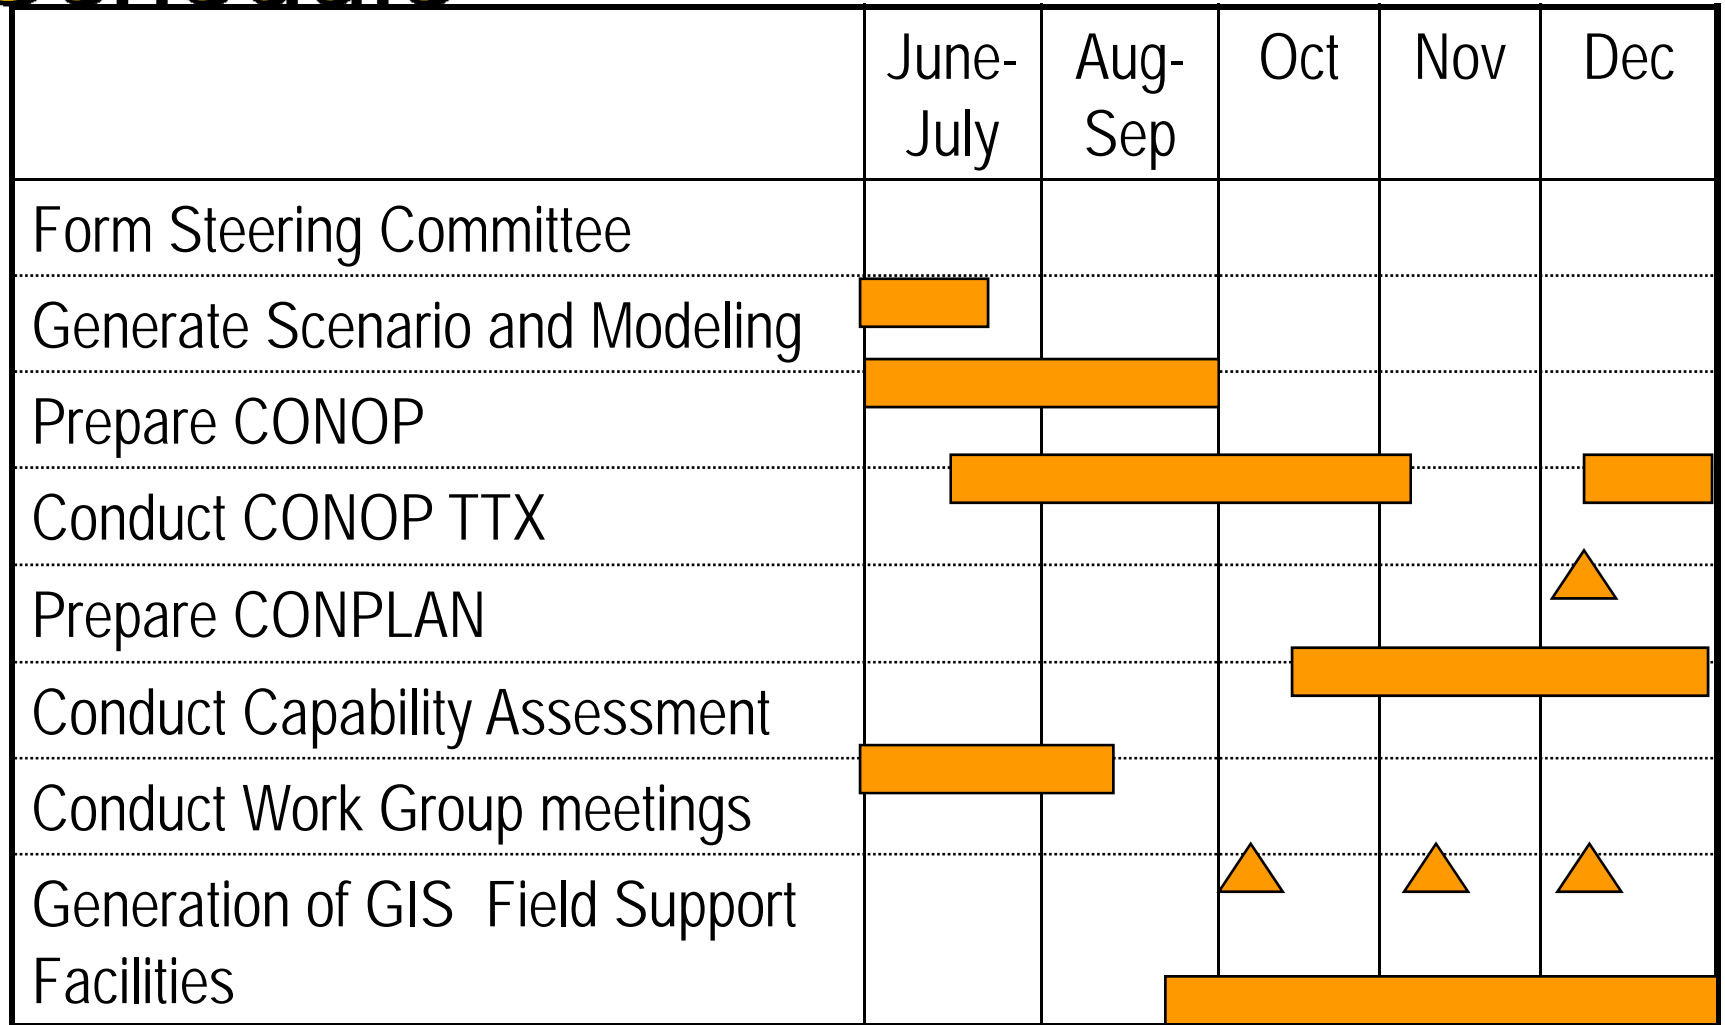 June- Aug- Oct Nov Dec
July Sep
Form Steering Committee
Generate Scenario and Modeling
Prepare CONOP
Conduct CONOP TTX
Prepare CONPLAN
Conduct Capability Assessment
Conduct Work Group meetings
Generation of GIS Field Support
Facilities